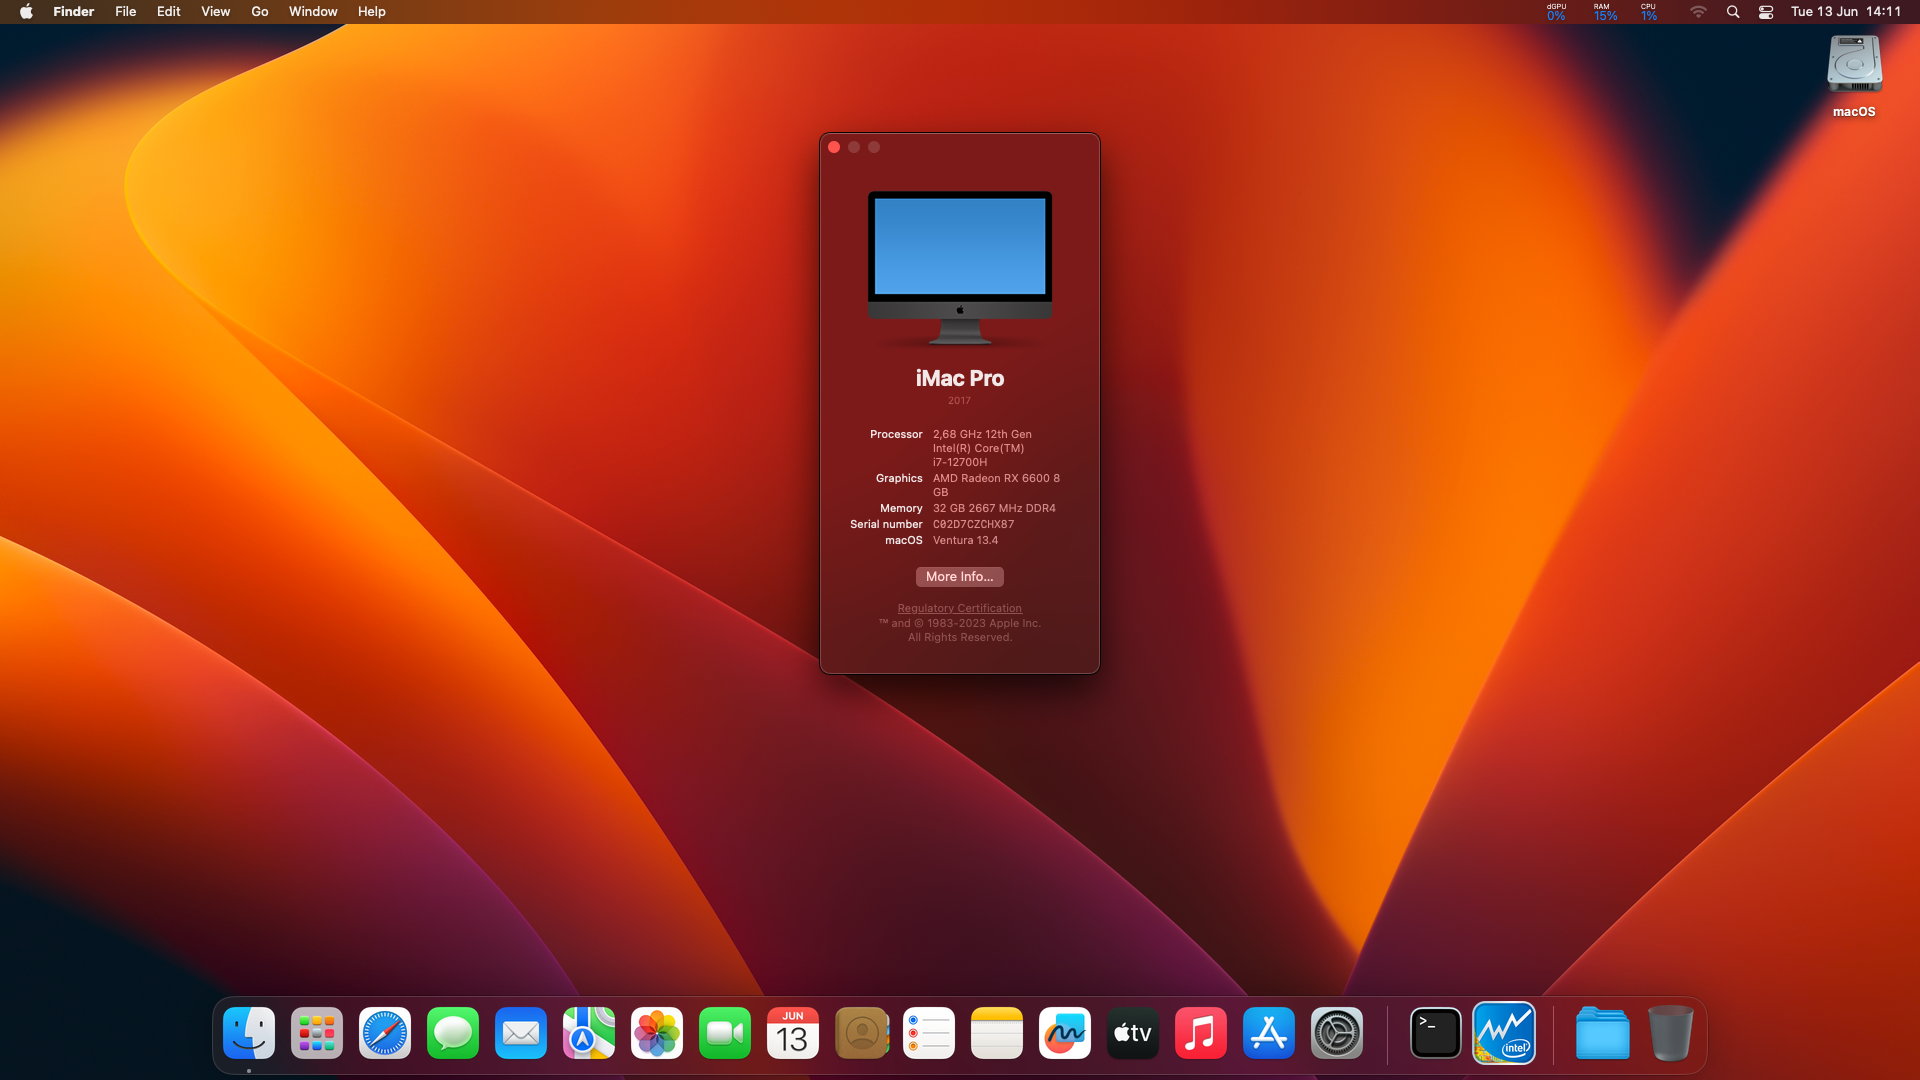 Finder File Edit View Go Window Help
dGPU 0% RAM 15% CPU 1% Tue 13 Jun 14:11
macOS
iMac Pro
2017
Processor 2,68 GHz 12th Gen
Intel(R) Core(TM)
i7-12700H
Graphics AMD Radeon RX 6600 8
GB
Memory 32 GB 2667 MHz DDR4
Serial number C02D7CZCHX87
macOS Ventura 13.4
More Info...
Regulatory Certification
™ and © 1983-2023 Apple Inc.
All Rights Reserved.
JUN
13
tv
>_
intel